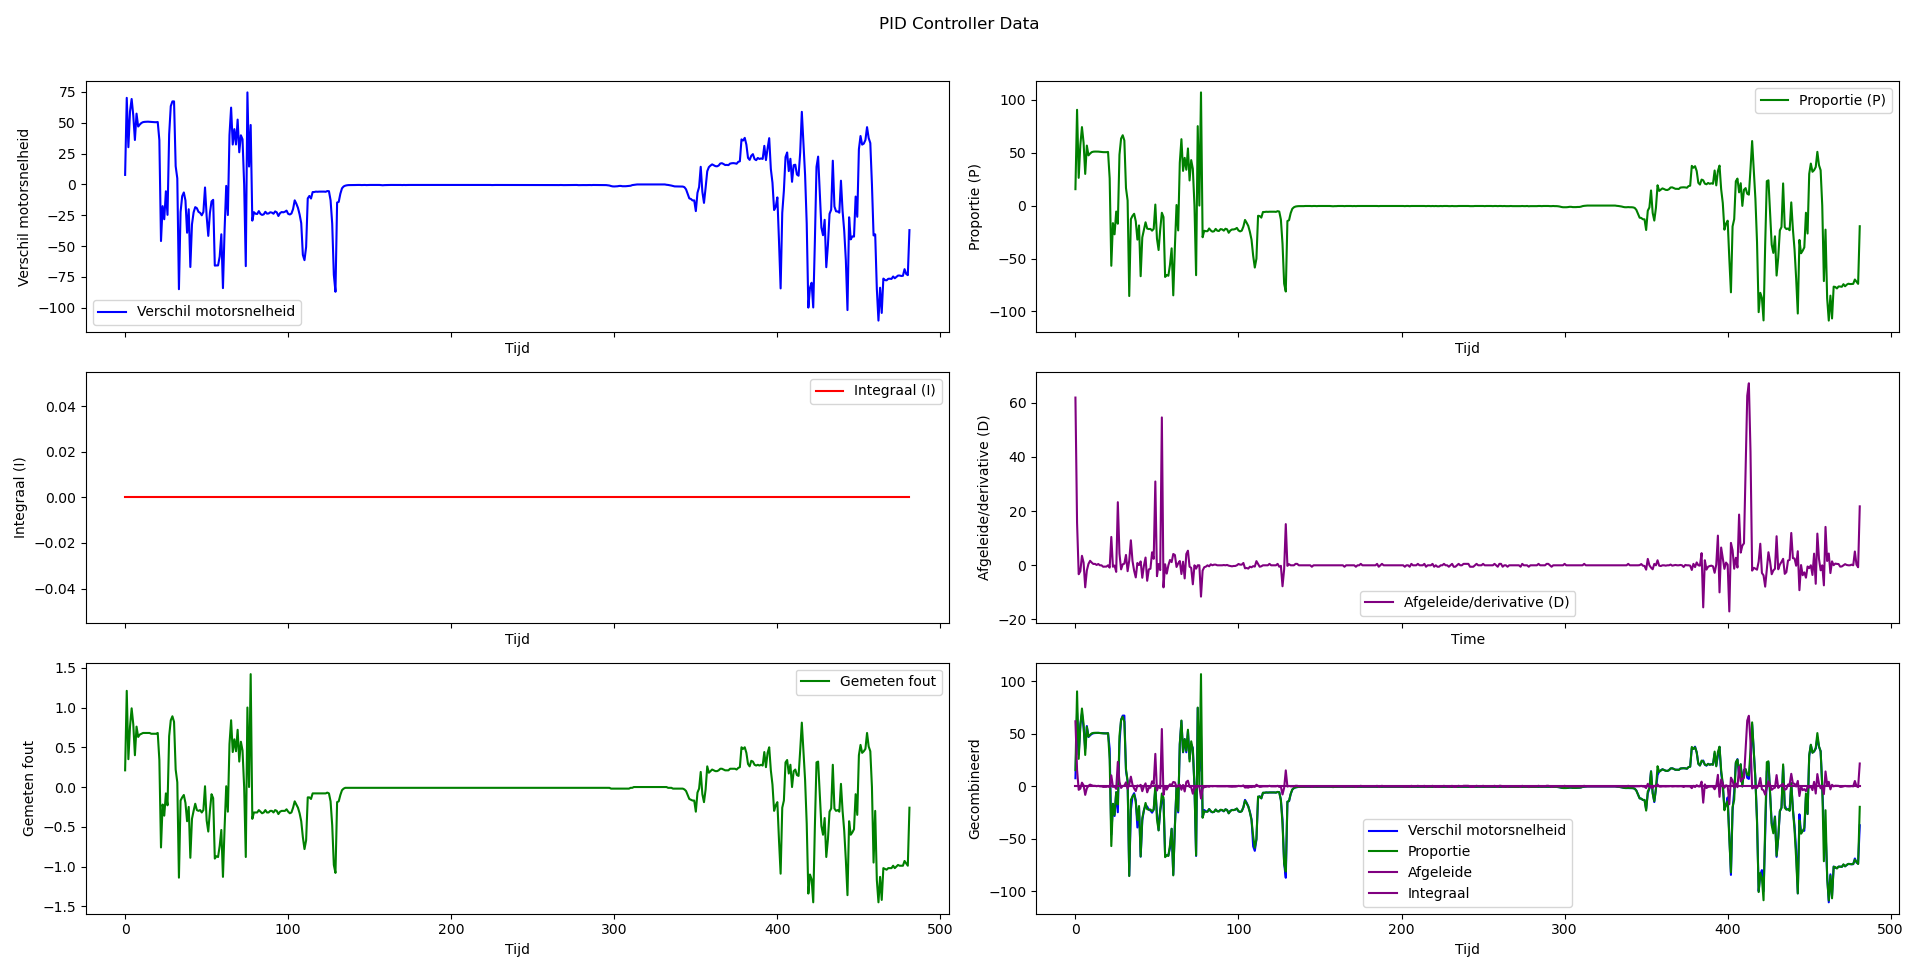 PID Controller Data
Verschil motorsnelheid
75
50
25
0
−25
−50
−75
−100
Verschil motorsnelheid
Tijd
Proportie (P)
100
50
0
−50
−100
Proportie (P)
Tijd
Integraal (I)
0.04
0.02
0.00
−0.02
−0.04
Integraal (I)
Tijd
Afgeleide/derivative (D)
60
40
20
0
−20
Afgeleide/derivative (D)
Time
Gemeten fout
1.5
1.0
0.5
0.0
−0.5
−1.0
−1.5
Gemeten fout
0 100 200 300 400 500
Tijd
Gecombineerd
100
50
0
−50
−100
Verschil motorsnelheid
Proportie
Afgeleide
Integraal
0 100 200 300 400 500
Tijd